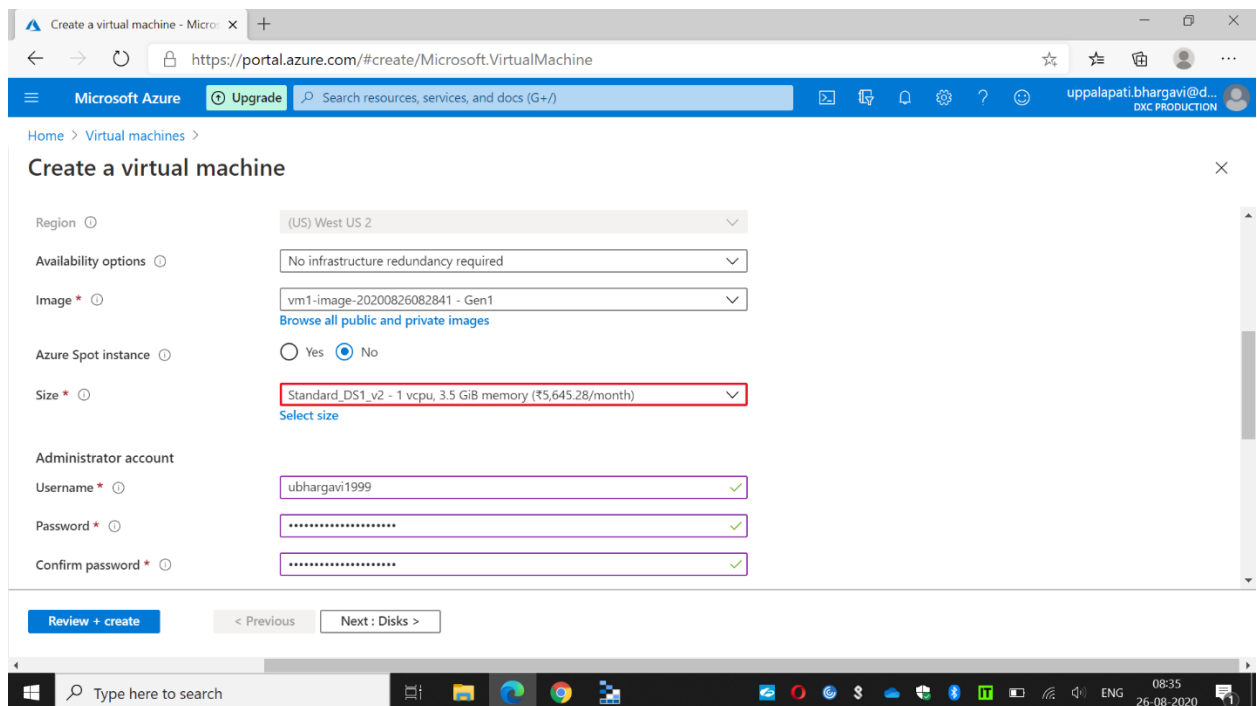 Create a virtual machine - Micro
https://portal.azure.com/#create/Microsoft.VirtualMachine
Microsoft Azure Upgrade Search resources, services, and docs (G+/) uppalapati.bhargavi@d...
DXC PRODUCTION
Home > Virtual machines >
Create a virtual machine
Region (US) West US 2
Availability options No infrastructure redundancy required
Image * vm1-image-20200826082841 - Gen1
Browse all public and private images
Azure Spot instance Yes No
Size * Standard_DS1_v2 - 1 vcpu, 3.5 GiB memory (₹5,645.28/month)
Select size
Administrator account
Username * ubhargavi1999
Password * •••••••••••••••••••••
Confirm password * •••••••••••••••••••••
Review + create < Previous Next : Disks >
Type here to search ENG 08:35
26-08-2020